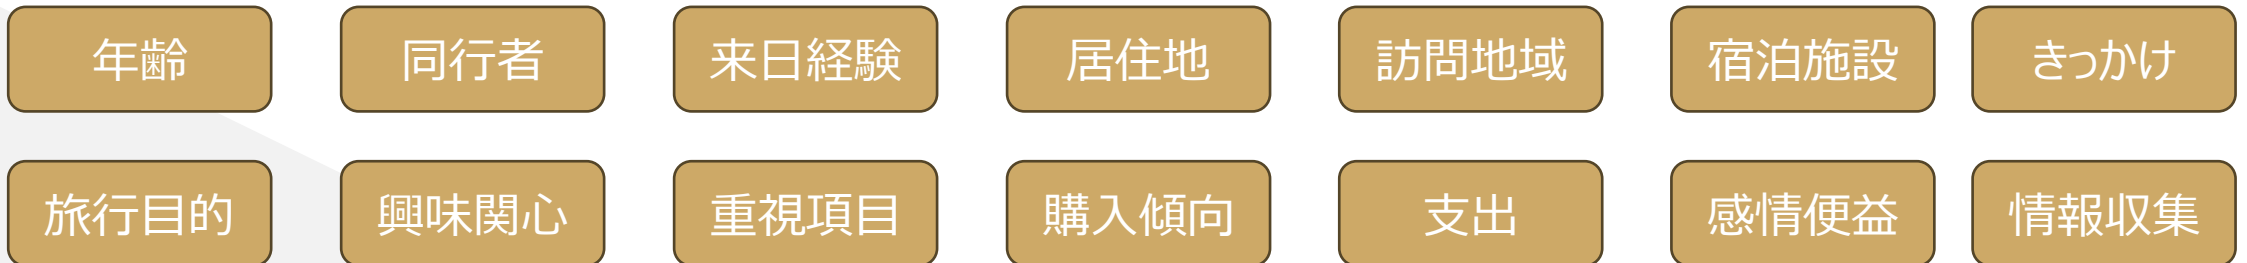 年齢
同行者
来日経験
居住地
訪問地域
宿泊施設
きっかけ
旅行目的
興味関心
重視項目
購入傾向
支出
感情便益
情報収集